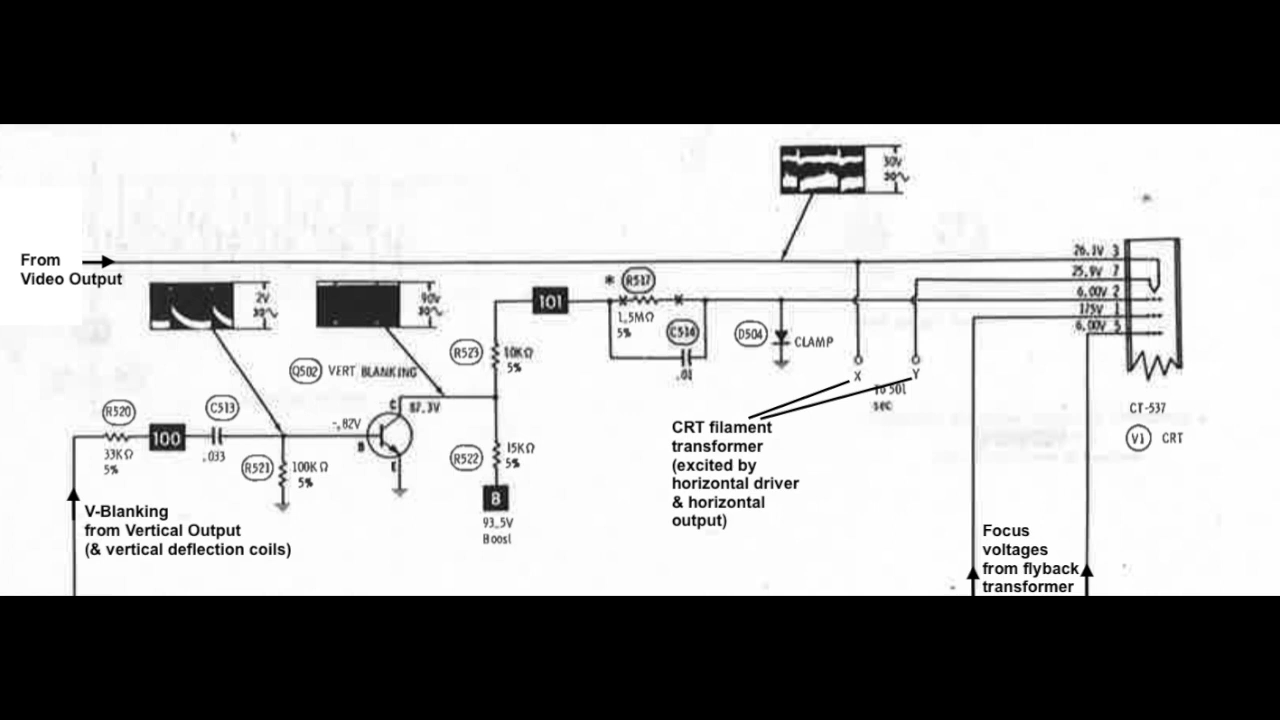 30V
30
From
Video Output
26.1V 3
25.9V 7
6.00V 2
175V 1
6.00V 5
2V
30
90V
30
101
* R517
1.5MΩ
5%
C514
.01
D504
CLAMP
R523
10KΩ
5%
Q502 VERT BLANKING
X
Y
To 501
sec
CT-537
V1 CRT
C
87.3V
-.82V
B
E
R520
33KΩ
5%
100
C513
.033
R521
100KΩ
5%
R522
15KΩ
5%
B
93.5V
Boost
CRT filament
transformer
(excited by
horizontal driver
& horizontal
output)
V-Blanking
from Vertical Output
(& vertical deflection coils)
Focus
voltages
from flyback
transformer